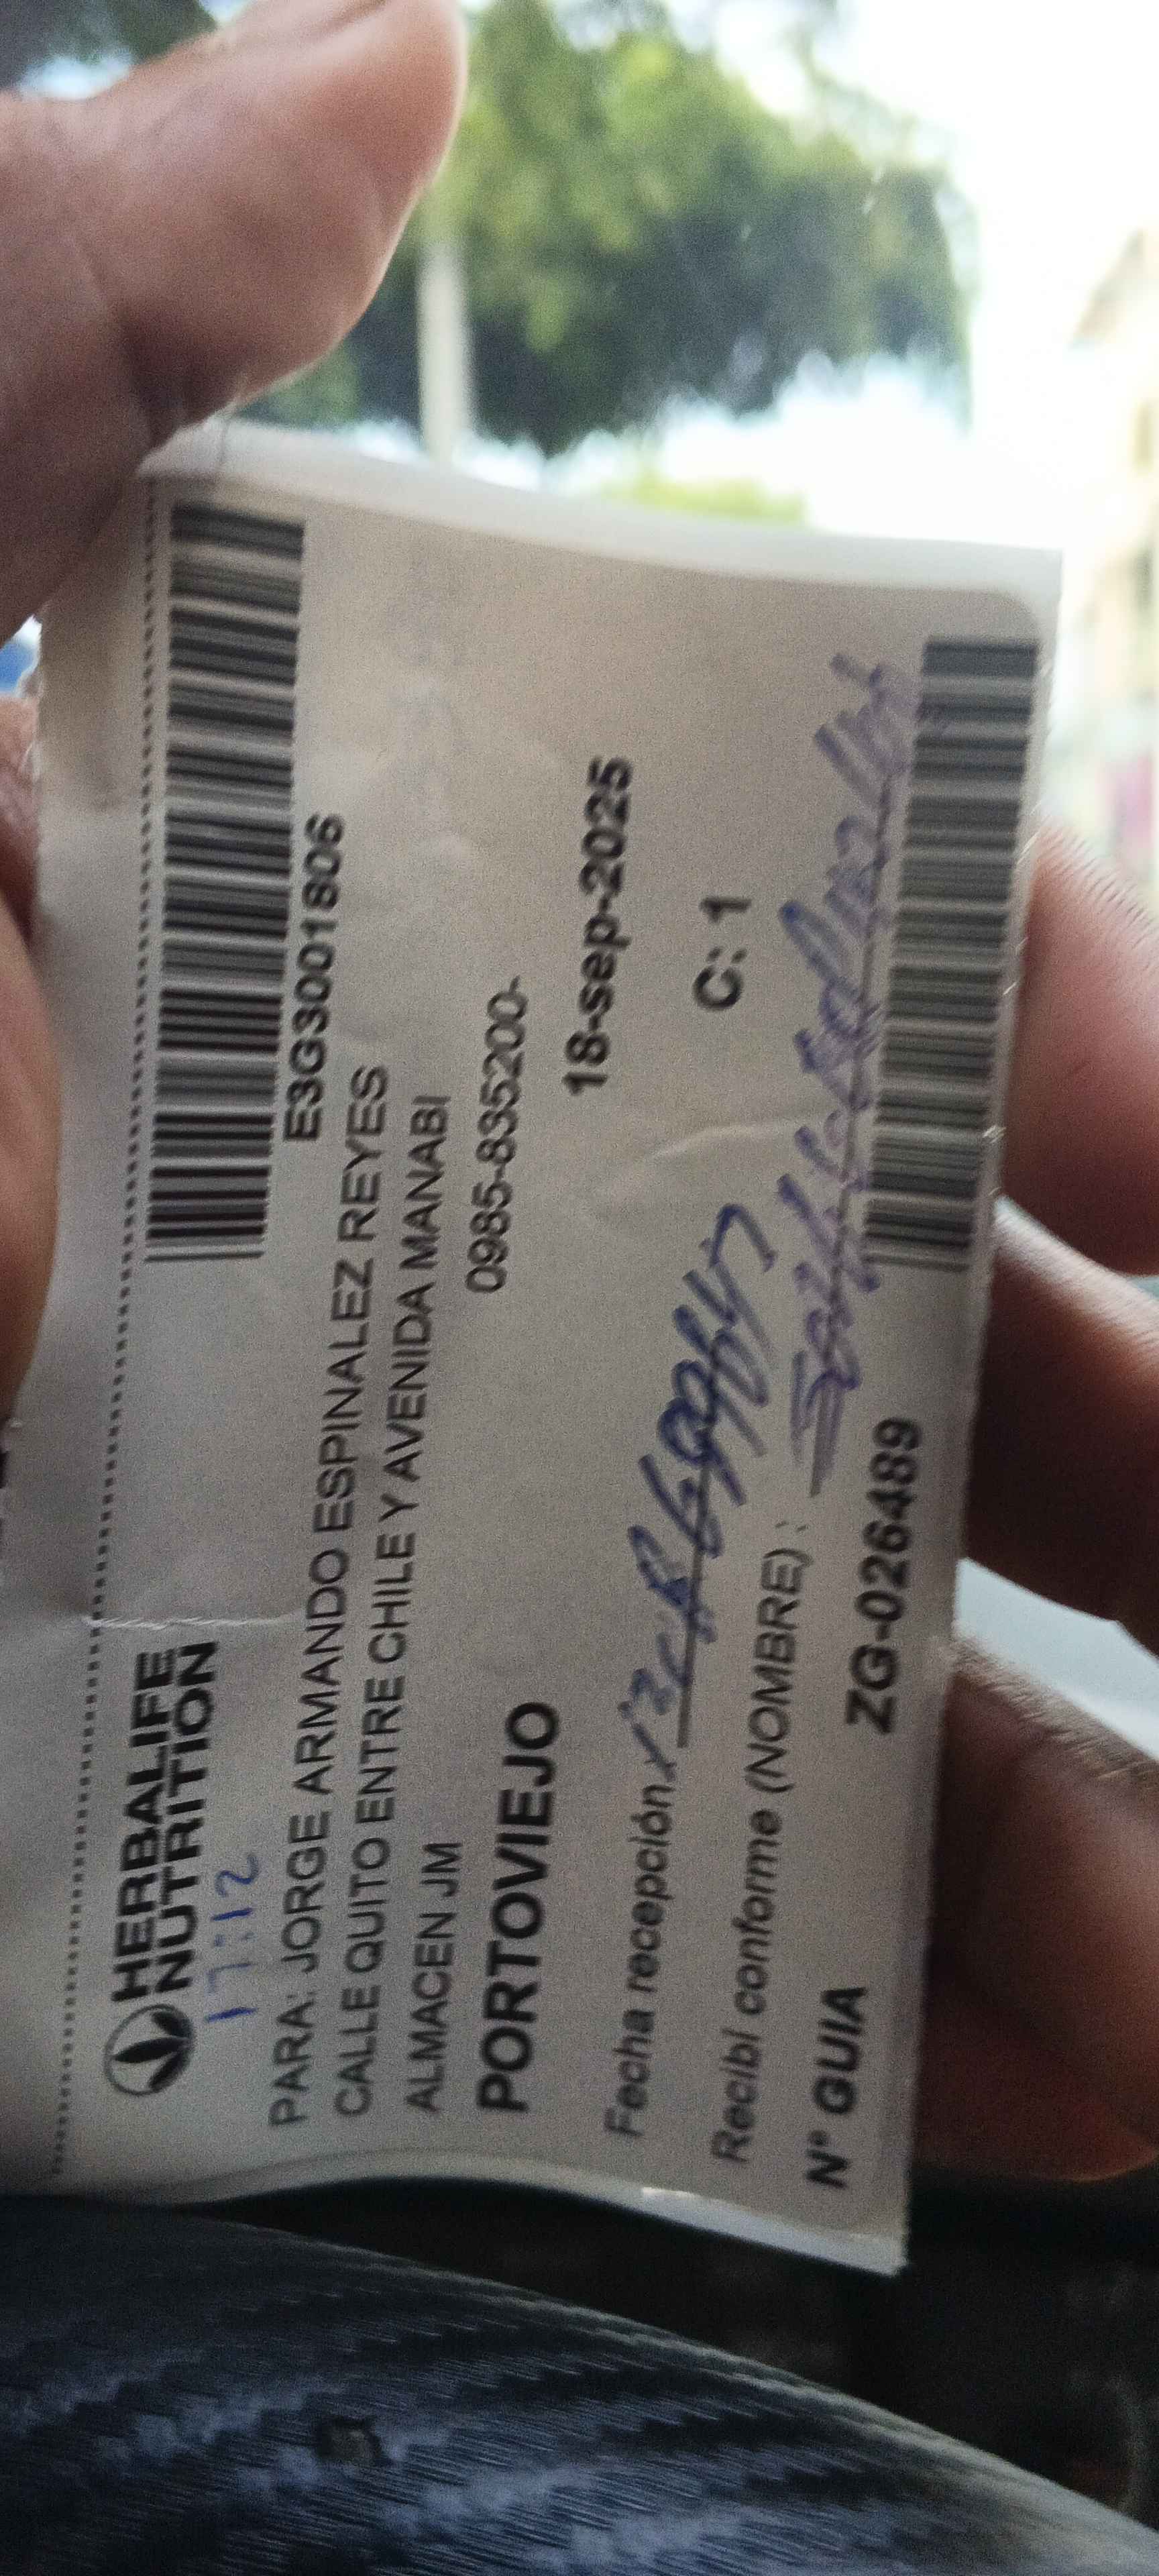 HERBALIFE
NUTRITION
17:12
E3G3001806
PARA: JORGE ARMANDO ESPINALEZ REYES
CALLE QUITO ENTRE CHILE Y AVENIDA MANABI
ALMACEN JM
0985-835200-
PORTOVIEJO
18-sep-2025
Fecha recepción
C: 1
Recibí conforme (NOMBRE) :
N° GUIA ZG-026489